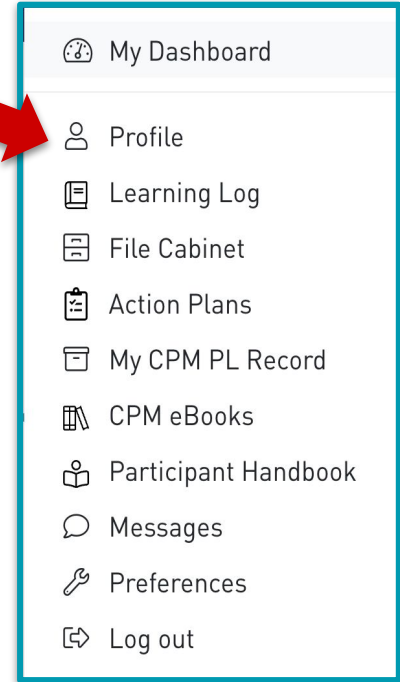 My Dashboard
Profile
Learning Log
File Cabinet
Action Plans
My CPM PL Record
CPM eBooks
Participant Handbook
Messages
Preferences
Log out